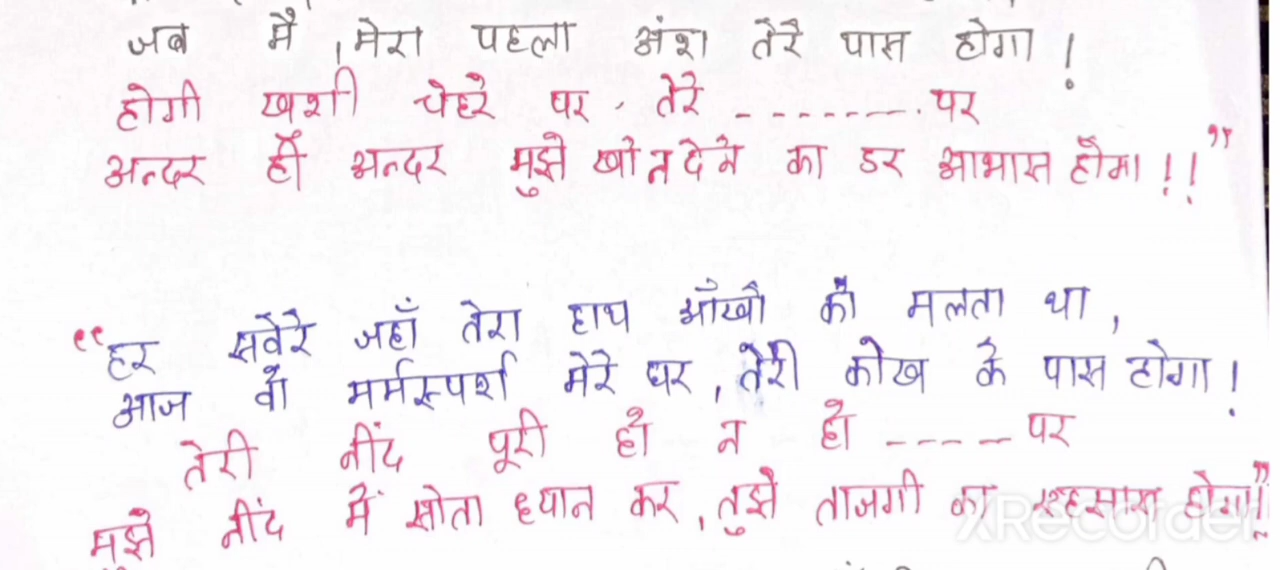 जब मै, मेरा पहला अंश तेरे पास होगा!
होगी खशी चेहरे पर, तेरे ------- पर
अन्दर हीं अन्दर मुझे खो न देने का डर आभास होगा!!"
"हर सवेरे जहाँ तेरा हाथ आँखो को मलता था,
आज वो मर्मस्पर्श मेरे घर, तेरी कोख के पास होगा!
तेरी नींद पूरी हो न हो ----- पर
मुझे नींद में सोता ध्यान कर, तुझे ताजगी का एहसास होगा!"
XRecorder